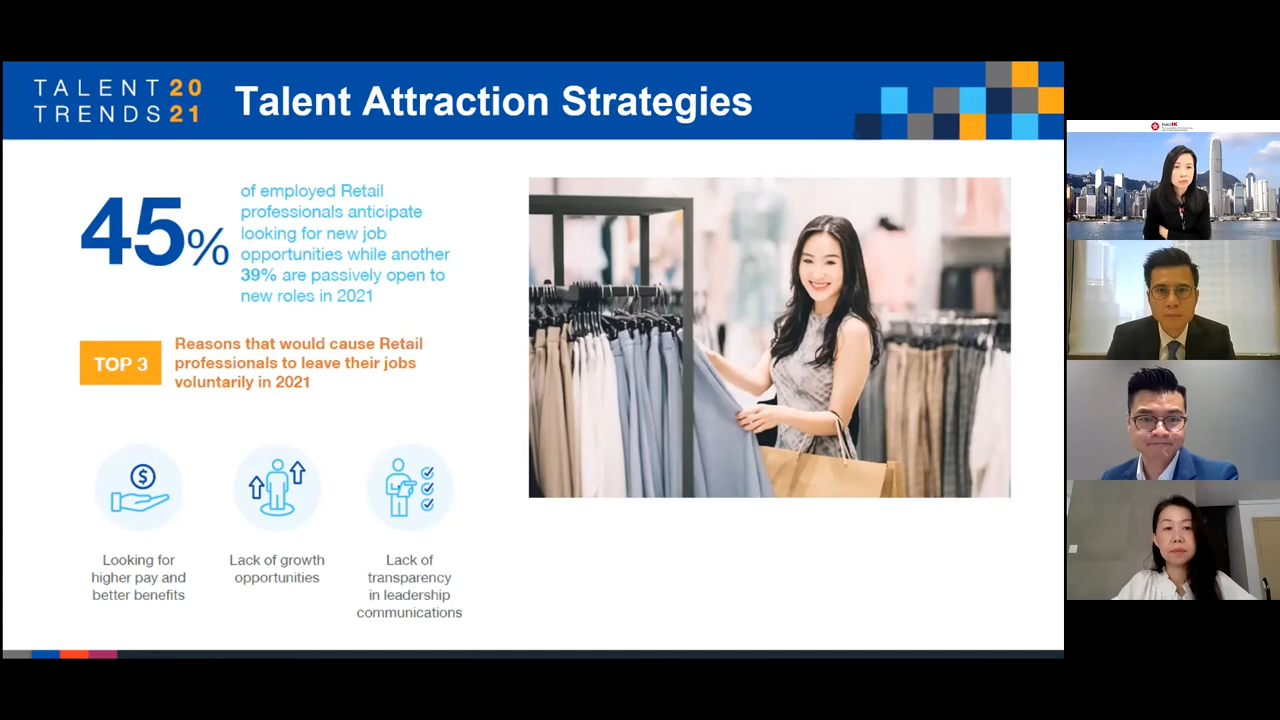 TALENT 20
TRENDS 21
Talent Attraction Strategies
45%
of employed Retail
professionals anticipate
looking for new job
opportunities while another
39% are passively open to
new roles in 2021
TOP 3
Reasons that would cause Retail
professionals to leave their jobs
voluntarily in 2021
$
Looking for
higher pay and
better benefits
Lack of growth
opportunities
Lack of
transparency
in leadership
communications